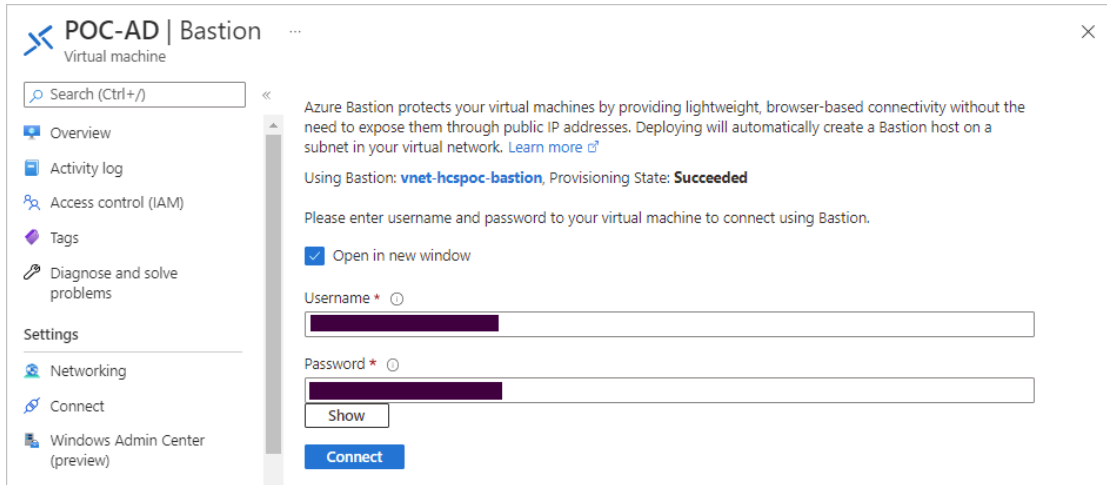 POC-AD | Bastion ...
Virtual machine
Search (Ctrl+/)
«
Overview
Activity log
Access control (IAM)
Tags
Diagnose and solve
problems
Settings
Networking
Connect
Windows Admin Center
(preview)
Azure Bastion protects your virtual machines by providing lightweight, browser-based connectivity without the
need to expose them through public IP addresses. Deploying will automatically create a Bastion host on a
subnet in your virtual network. Learn more
Using Bastion: vnet-hcspoc-bastion, Provisioning State: Succeeded
Please enter username and password to your virtual machine to connect using Bastion.
Open in new window
Username *
Password *
Show
Connect